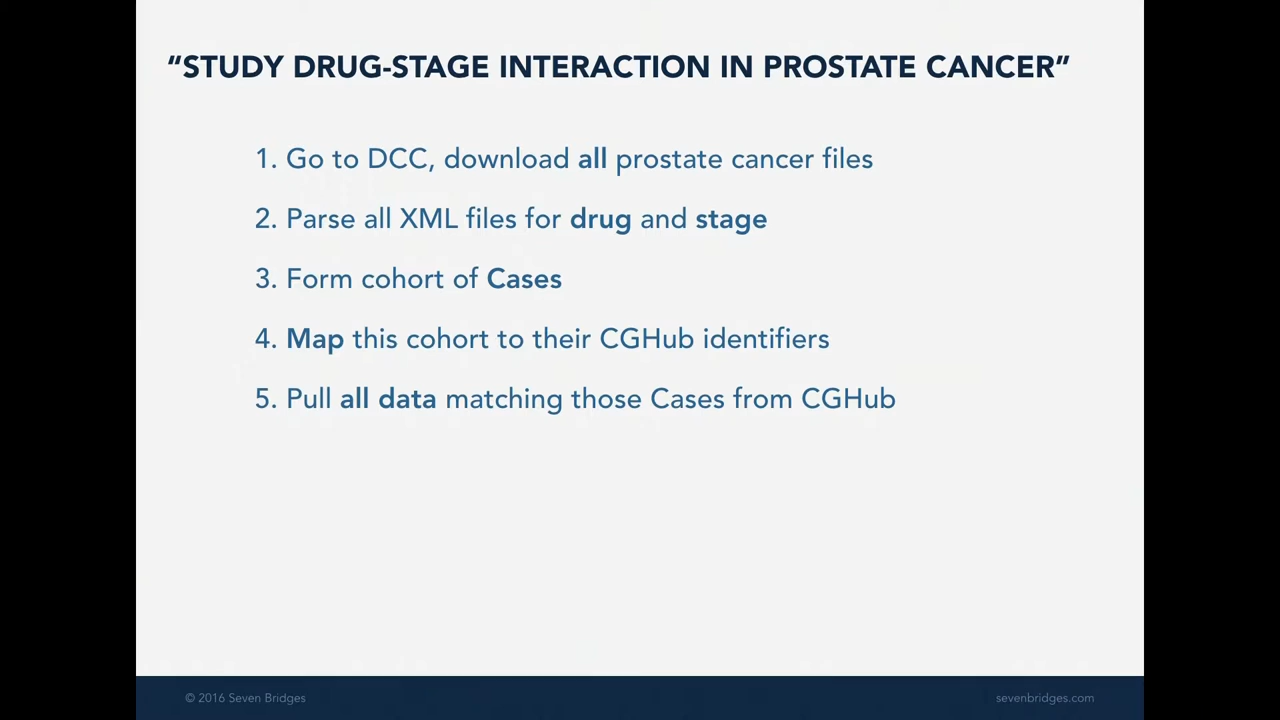 “STUDY DRUG-STAGE INTERACTION IN PROSTATE CANCER”
1. Go to DCC, download all prostate cancer files
2. Parse all XML files for drug and stage
3. Form cohort of Cases
4. Map this cohort to their CGHub identifiers
5. Pull all data matching those Cases from CGHub
© 2016 Seven Bridges
sevenbridges.com